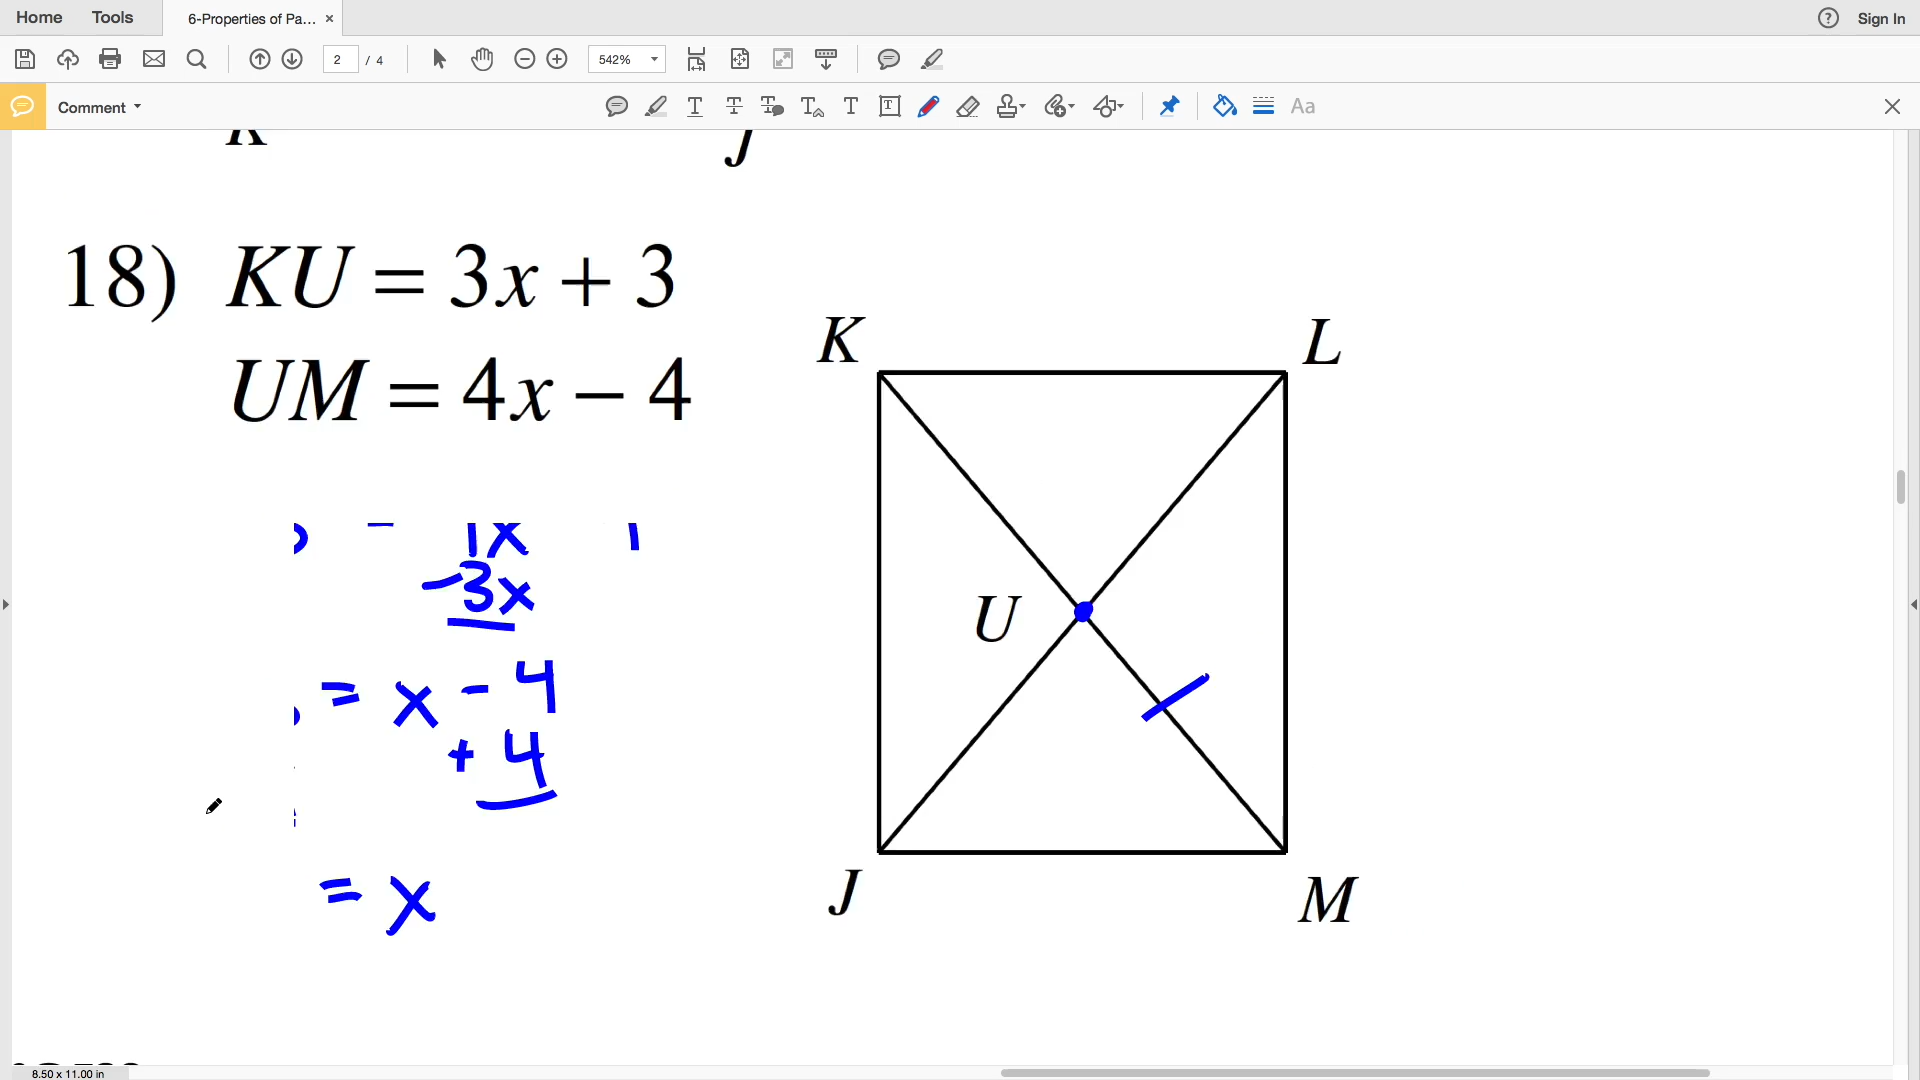 Home Tools 6-Properties of Pa... × Sign In
2 / 4 542%
Comment Aa
J
18) KU = 3x + 3
UM = 4x − 4
K L
-3x
= x - 4
+ 4
= x
U
J M
8.50 x 11.00 in